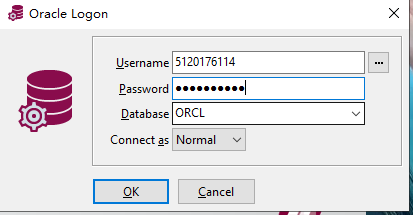 Oracle Logon
Username 5120176114 ...
Password ●●●●●●●●●●
Database ORCL
Connect as Normal
OK Cancel